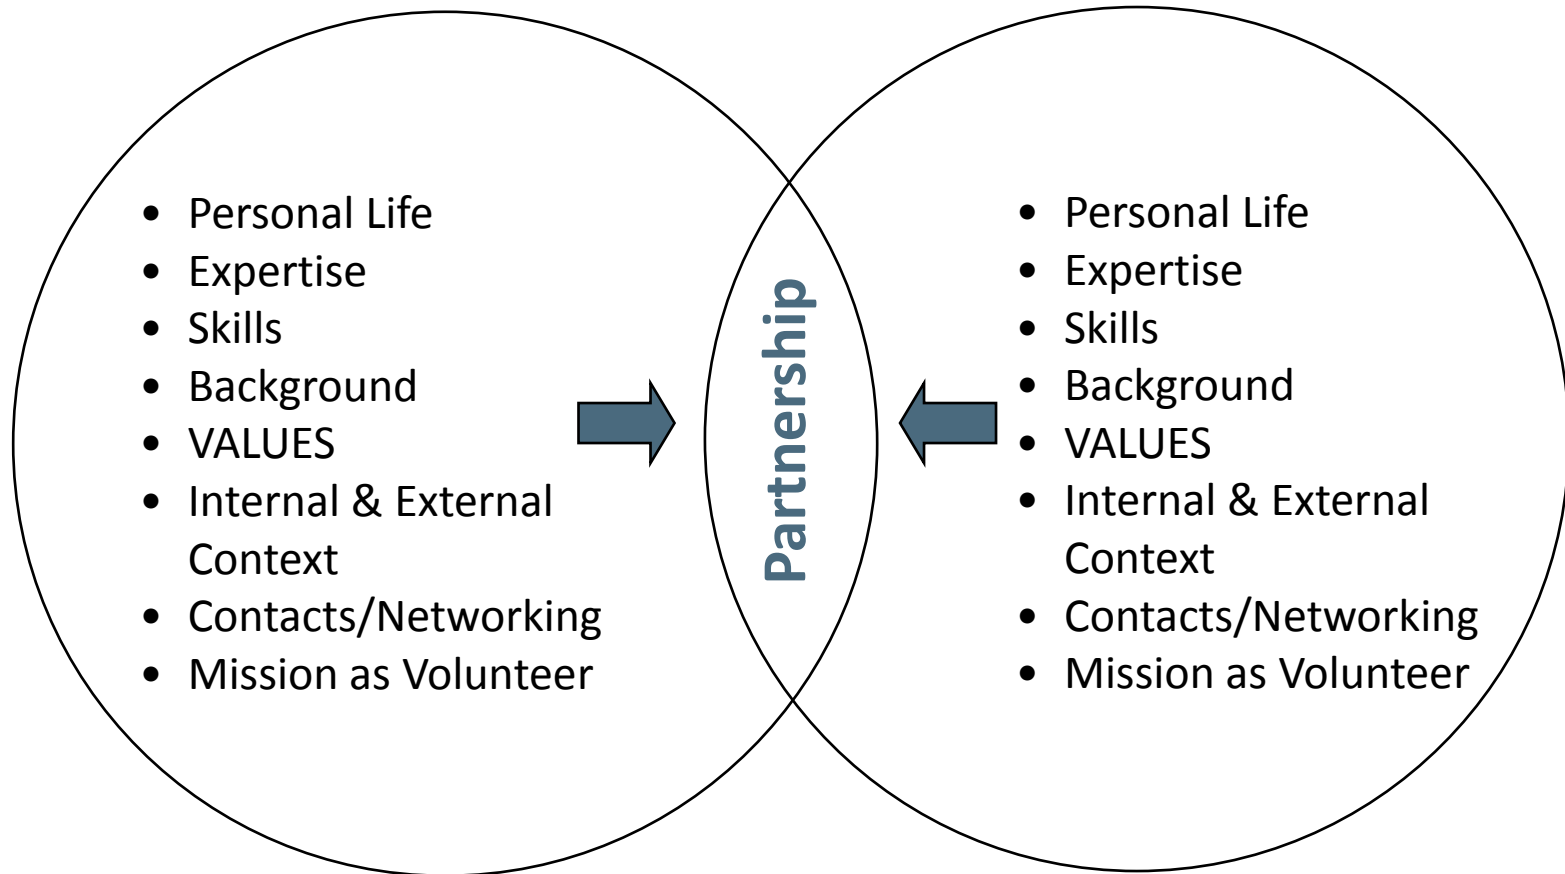 • Personal Life
• Expertise
• Skills
• Background
• VALUES
• Internal & External
Context
• Contacts/Networking
• Mission as Volunteer
Partnership
• Personal Life
• Expertise
• Skills
• Background
• VALUES
• Internal & External
Context
• Contacts/Networking
• Mission as Volunteer